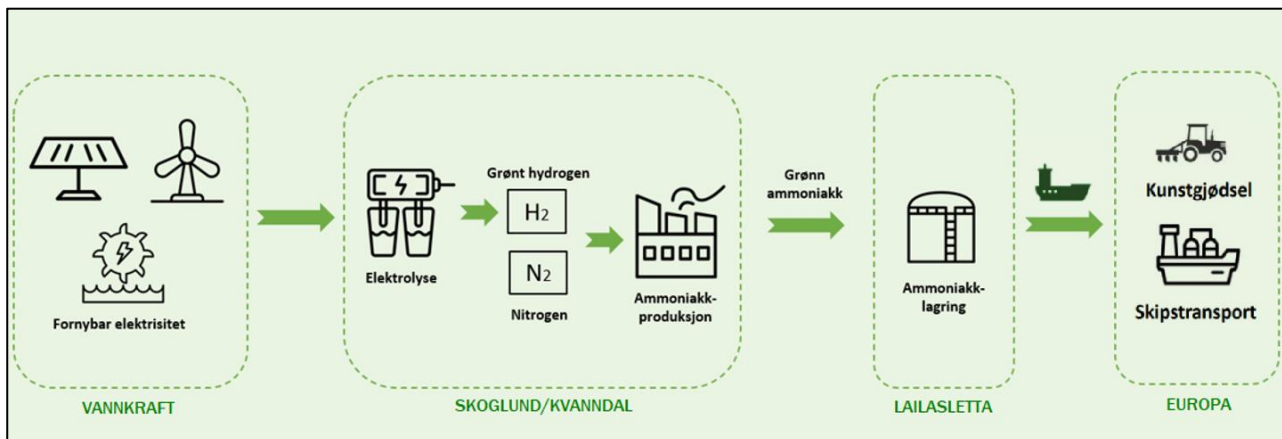 Fornybar elektrisitet
VANNKRAFT
Elektrolyse
Grønt hydrogen
H2
N2
Nitrogen
Ammoniakk-
produksjon
SKOGLUND/KVANNDAL
Grønn
ammoniakk
Ammoniakk-
lagring
LAILASLETTA
Kunstgjødsel
Skipstransport
EUROPA